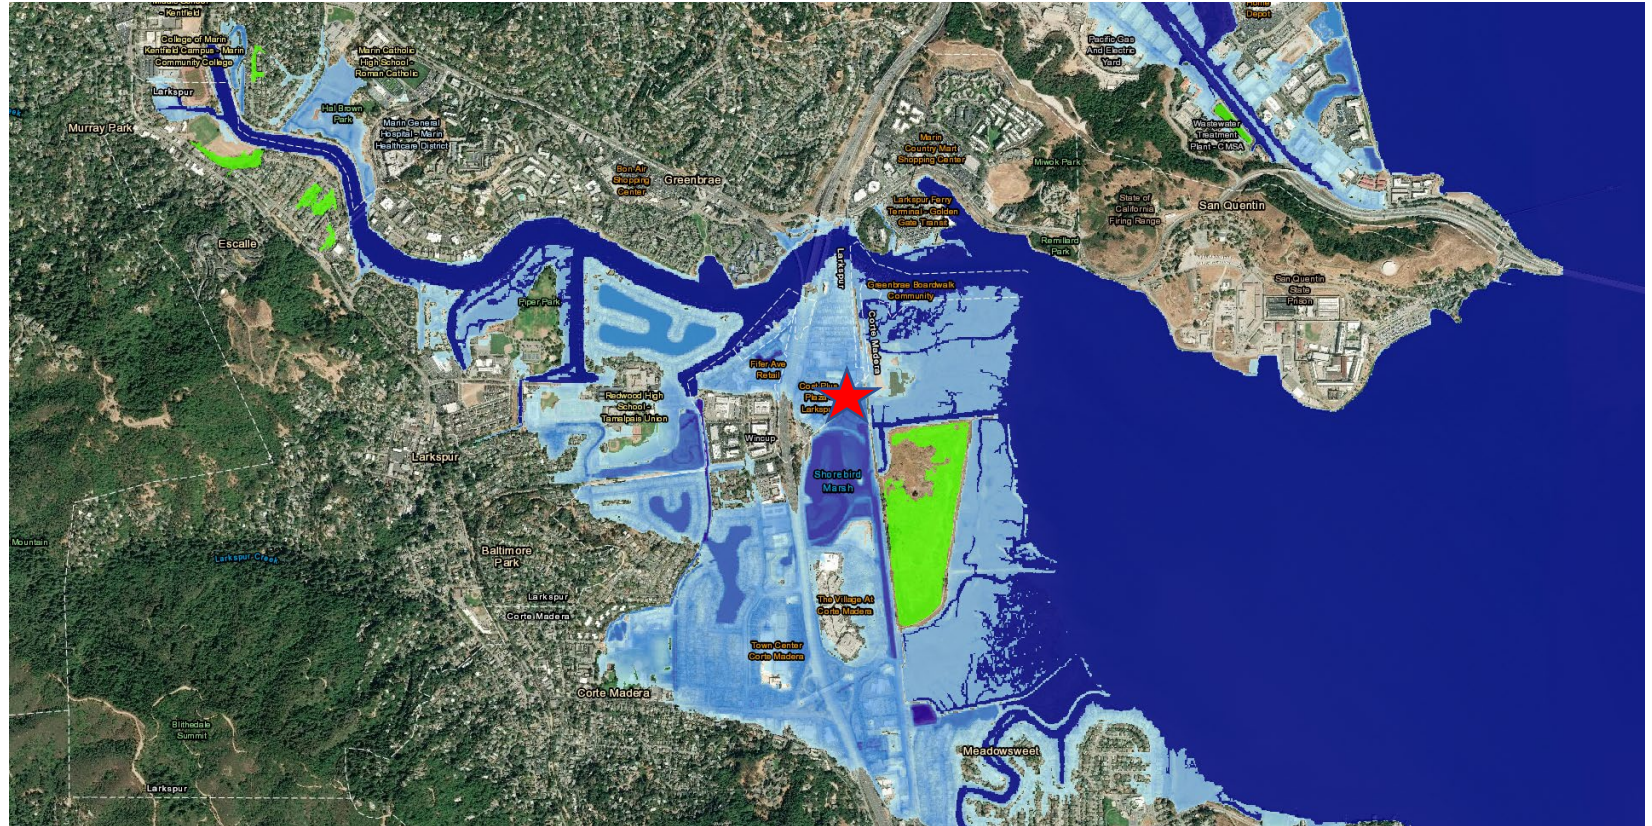 Middle School
- Kentfield
College of Marin
Kentfield Campus - Marin
Community College
Marin Catholic
High School -
Roman Catholic
Larkspur
Hal Brown
Park
Murray Park
Marin General
Hospital - Marin
Healthcare District
Bon Air
Shopping
Center
Greenbrae
Marin
Country Mart
Shopping Center
Larkspur Ferry
Terminal - Golden
Gate Transit
Home
Depot
Pacific Gas
And Electric
Yard
Wastewater
Treatment
Plant - CMSA
Miwok Park
State of
California
Firing Range
San Quentin
Remillard
Park
San Quentin
State
Prison
Escalle
Piper Park
Larkspur
Greenbrae Boardwalk
Community
Corte Madera
Fifer Ave
Retail
Cost Plus
Plaza
Redwood High
School -
Tamalpais Union
Wincup
Larkspur
Shorebird
Marsh
Mountain
Larkspur Creek
Baltimore
Park
Larkspur
Corte Madera
The Village At
Corte Madera
Town Center
Corte Madera
Corte Madera
Blithedale
Summit
Meadowsweet
Larkspur